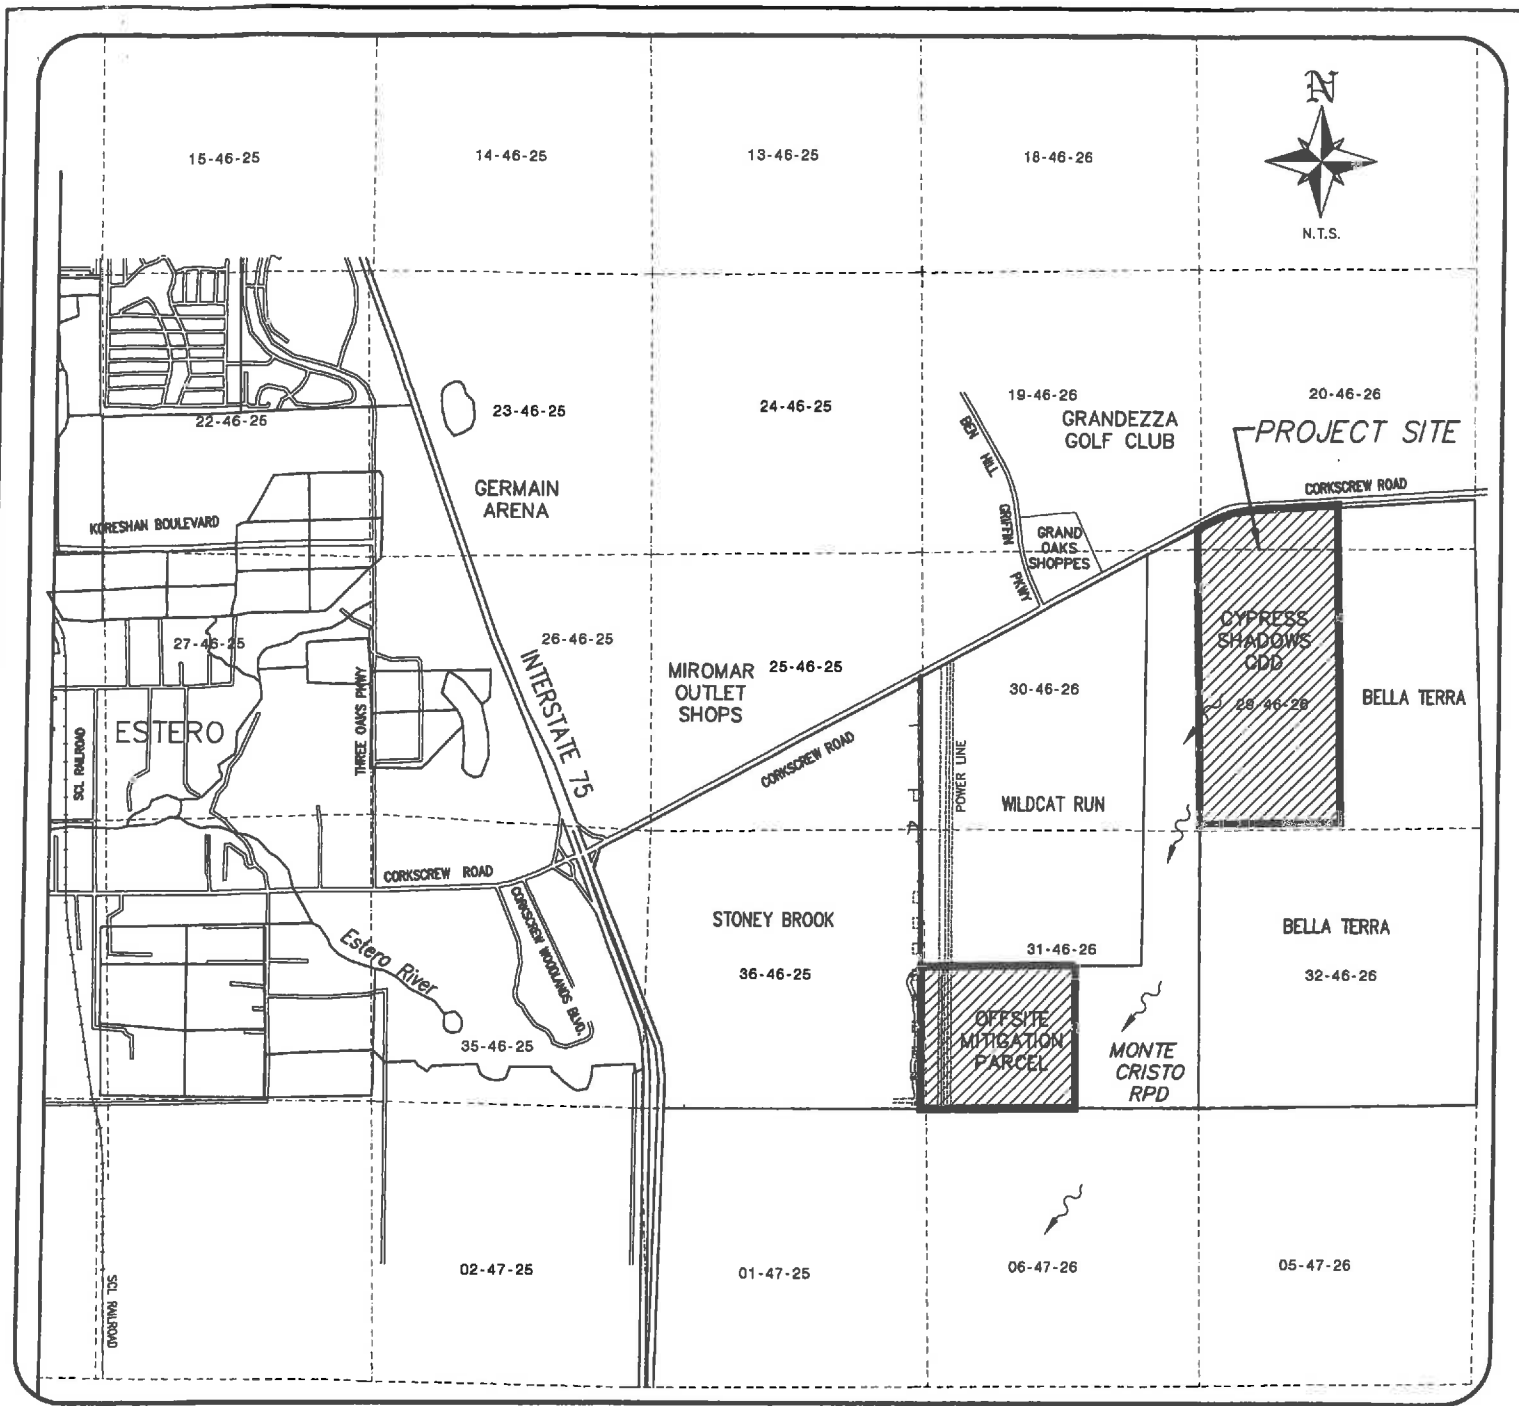 N
N.T.S.
15-46-25
14-46-25
13-46-25
18-46-26
22-46-25
23-46-25
24-46-25
19-46-26
20-46-26
GRANDEZZA
GOLF CLUB
PROJECT SITE
CORKSCREW ROAD
BEN HILL GRIFFIN PKWY
GERMAIN
ARENA
KORESHAN BOULEVARD
GRAND
OAKS
SHOPPES
CYPRESS
SHADOWS
CDD
27-46-25
26-46-25
INTERSTATE 75
MIROMAR
OUTLET
SHOPS
25-46-25
30-46-26
BELLA TERRA
ESTERO
SCL RAILROAD
THREE OAKS PKWY
CORKSCREW ROAD
POWER LINE
WILDCAT RUN
CORKSCREW ROAD
CORKSCREW WOODLANDS BLVD.
STONEY BROOK
BELLA TERRA
Estero River
31-46-26
36-46-25
32-46-26
35-46-25
OFFSITE
MITIGATION
PARCEL
MONTE
CRISTO
RPD
02-47-25
01-47-25
06-47-26
05-47-26
SCL RAILROAD